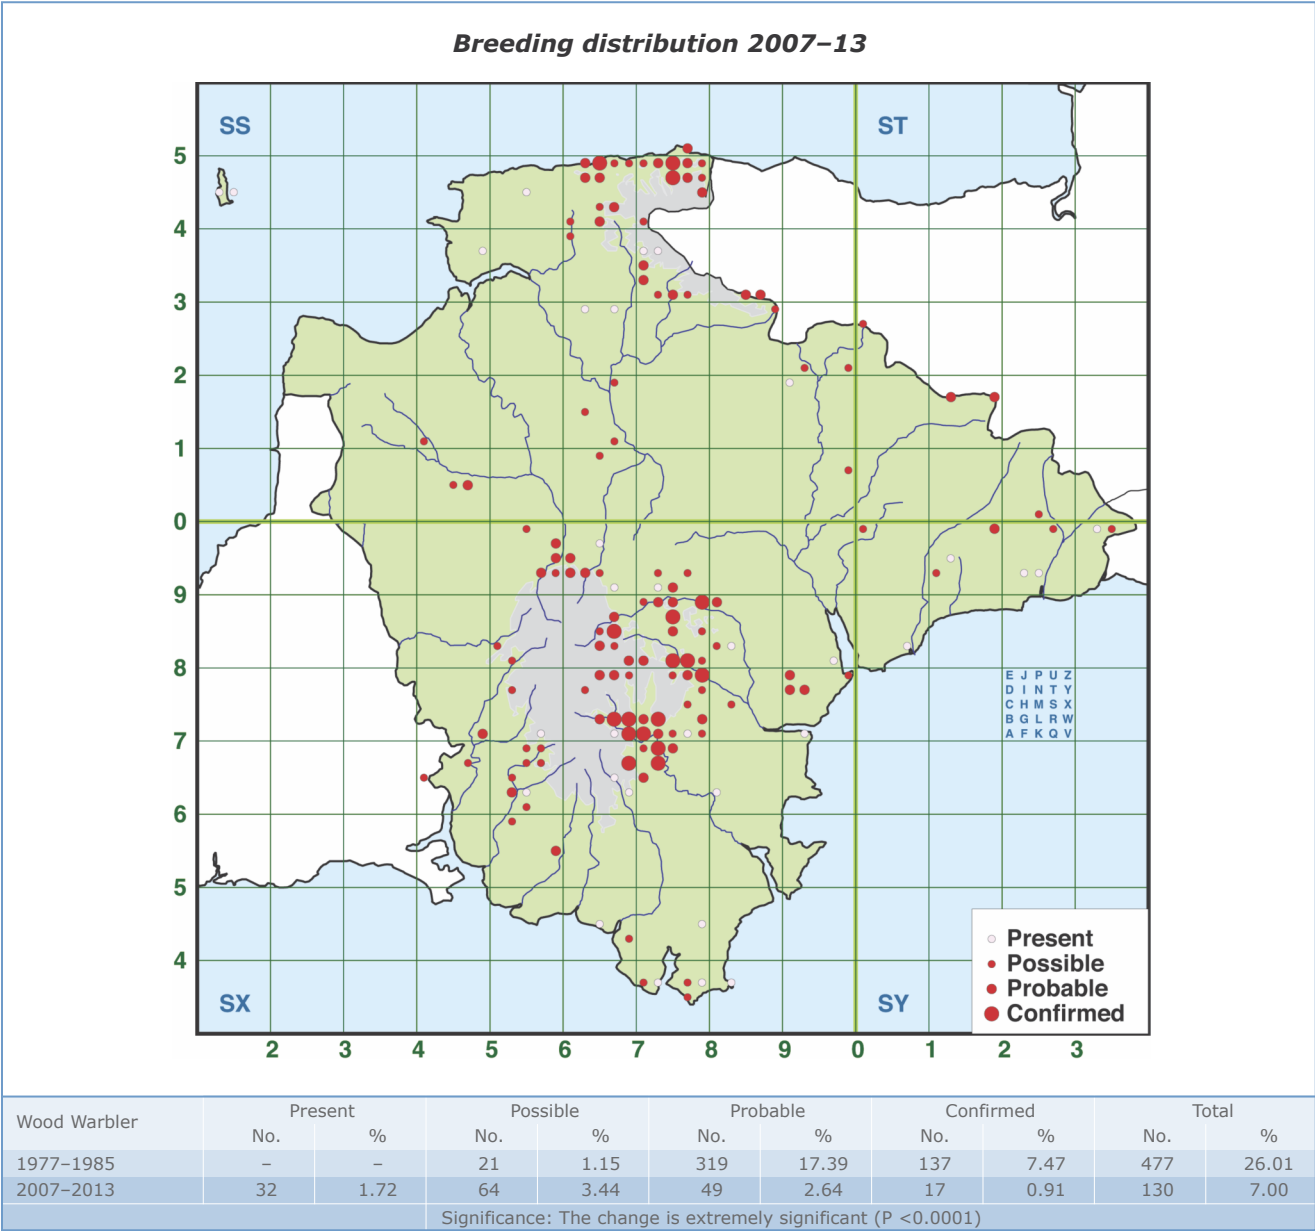 Breeding distribution 2007–13
SS
ST
5
4
3
2
1
0
9
8
7
6
5
4
E J P U Z
D I N T Y
C H M S X
B G L R W
A F K Q V
Present
Possible
Probable
Confirmed
SX
SY
2 3 4 5 6 7 8 9 0 1 2 3
Wood Warbler Present Possible Probable Confirmed Total
No. % No. % No. % No. % No. %
1977–1985 – – 21 1.15 319 17.39 137 7.47 477 26.01
2007–2013 32 1.72 64 3.44 49 2.64 17 0.91 130 7.00
Significance: The change is extremely significant (P <0.0001)